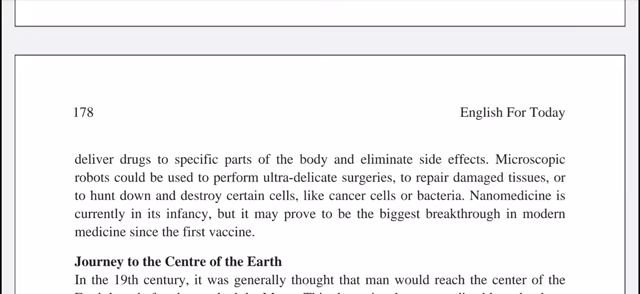 178 English For Today
deliver drugs to specific parts of the body and eliminate side effects. Microscopic
robots could be used to perform ultra-delicate surgeries, to repair damaged tissues, or
to hunt down and destroy certain cells, like cancer cells or bacteria. Nanomedicine is
currently in its infancy, but it may prove to be the biggest breakthrough in modern
medicine since the first vaccine.
Journey to the Centre of the Earth
In the 19th century, it was generally thought that man would reach the center of the